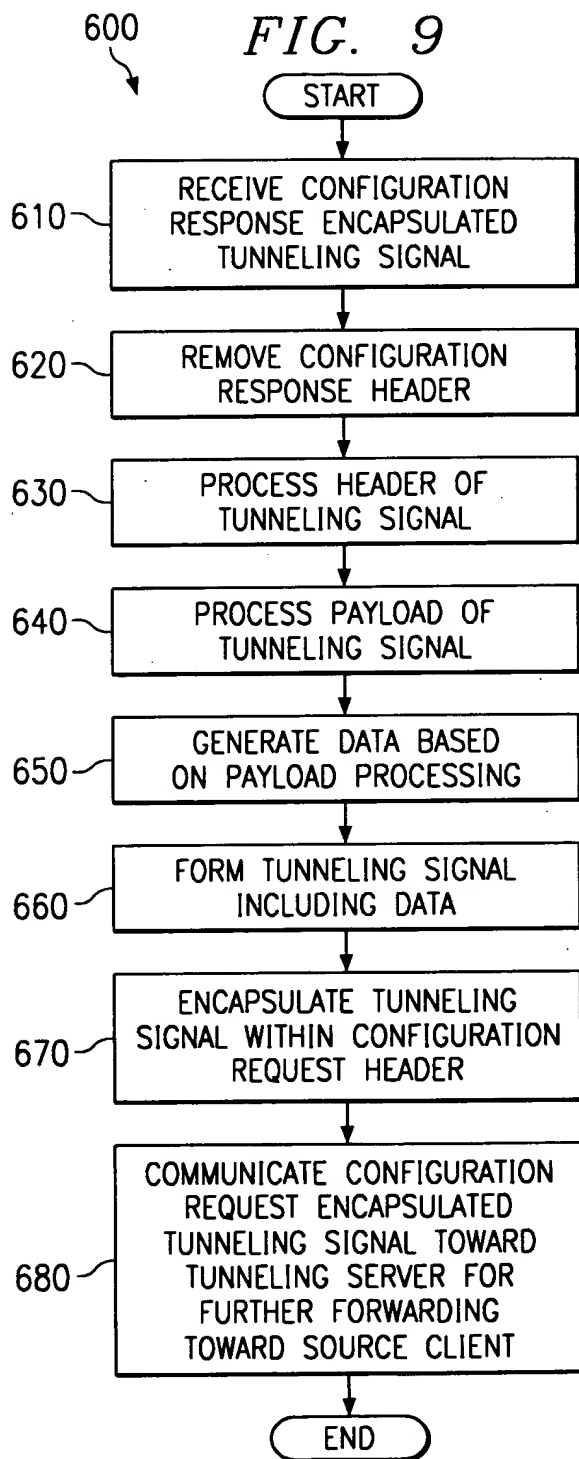 600
FIG. 9
START
610
RECEIVE CONFIGURATION
RESPONSE ENCAPSULATED
TUNNELING SIGNAL
620
REMOVE CONFIGURATION
RESPONSE HEADER
630
PROCESS HEADER OF
TUNNELING SIGNAL
640
PROCESS PAYLOAD OF
TUNNELING SIGNAL
650
GENERATE DATA BASED
ON PAYLOAD PROCESSING
660
FORM TUNNELING SIGNAL
INCLUDING DATA
670
ENCAPSULATE TUNNELING
SIGNAL WITHIN CONFIGURATION
REQUEST HEADER
680
COMMUNICATE CONFIGURATION
REQUEST ENCAPSULATED
TUNNELING SIGNAL TOWARD
TUNNELING SERVER FOR
FURTHER FORWARDING
TOWARD SOURCE CLIENT
END